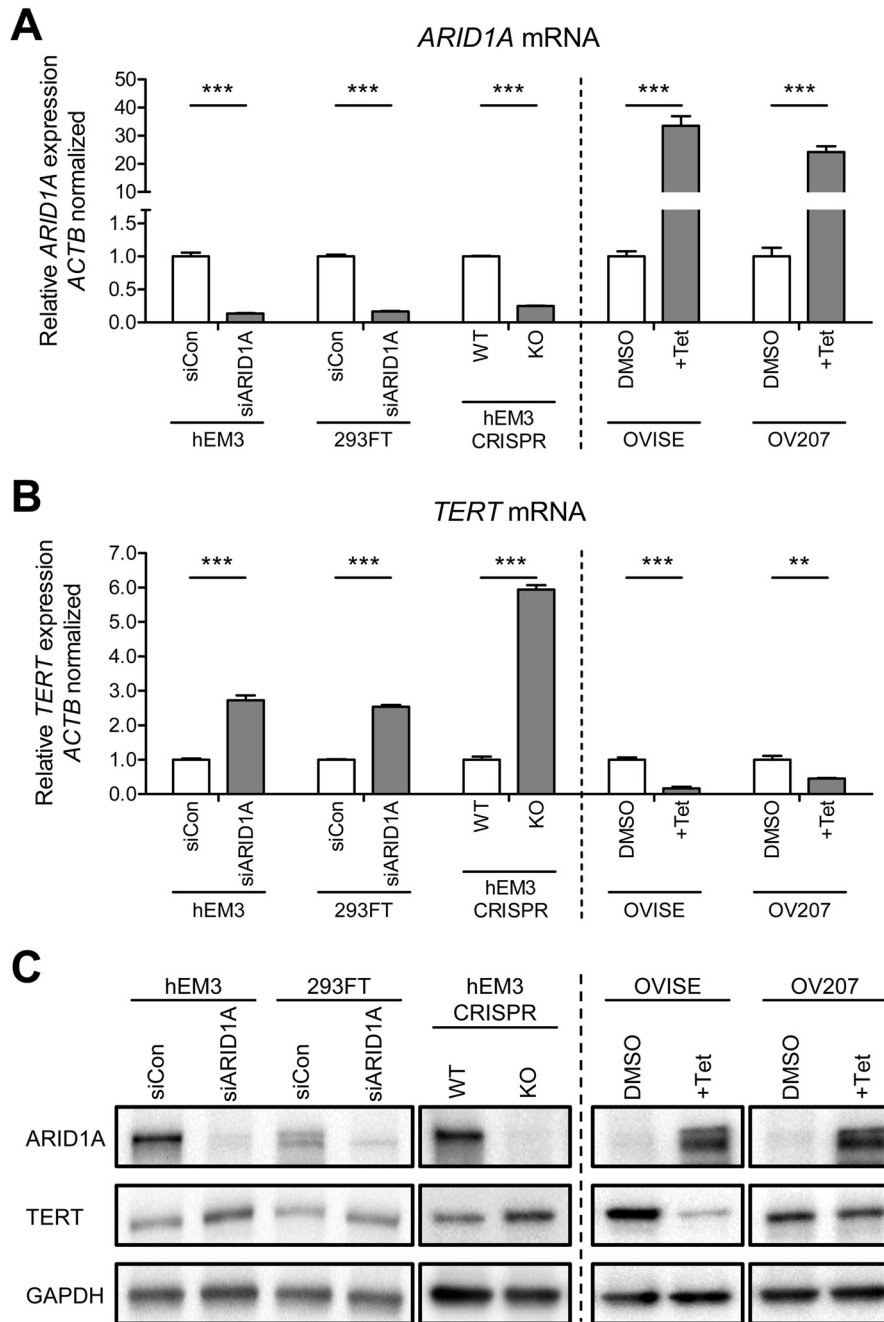 A
ARID1A mRNA
Relative ARID1A expression
ACTB normalized
50
40
30
20
10
1.5
1.0
0.5
0.0
*** *** *** *** ***
siCon siARID1A siCon siARID1A WT KO DMSO +Tet DMSO +Tet
hEM3 293FT hEM3 CRISPR OVISE OV207
B
TERT mRNA
Relative TERT expression
ACTB normalized
7.0
6.0
5.0
4.0
3.0
2.0
1.0
0.0
*** *** *** *** **
siCon siARID1A siCon siARID1A WT KO DMSO +Tet DMSO +Tet
hEM3 293FT hEM3 CRISPR OVISE OV207
C
hEM3 293FT hEM3 CRISPR OVISE OV207
siCon siARID1A siCon siARID1A WT KO DMSO +Tet DMSO +Tet
ARID1A
TERT
GAPDH